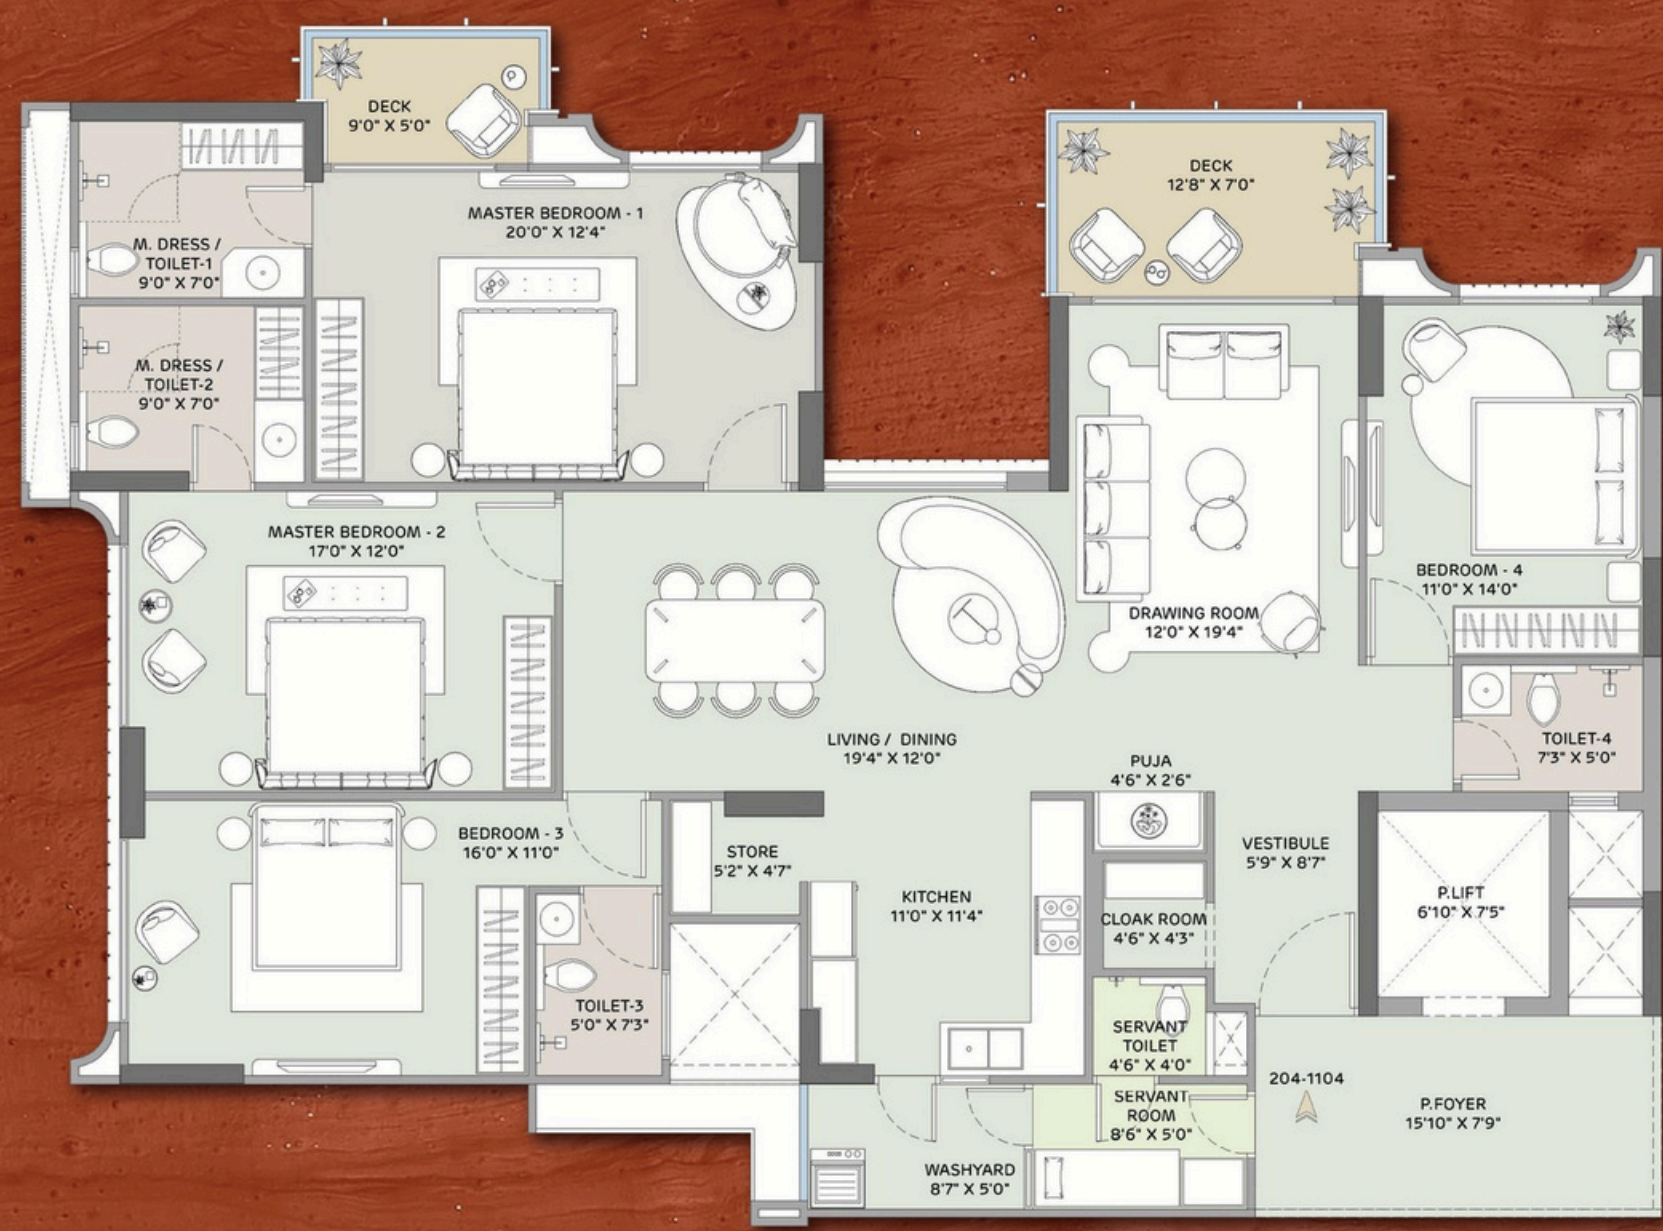 DECK
9'0" X 5'0"
DECK
12'8" X 7'0"
MASTER BEDROOM - 1
20'0" X 12'4"
M. DRESS /
TOILET-1
9'0" X 7'0"
M. DRESS /
TOILET-2
9'0" X 7'0"
MASTER BEDROOM - 2
17'0" X 12'0"
BEDROOM - 4
11'0" X 14'0"
DRAWING ROOM
12'0" X 19'4"
LIVING / DINING
19'4" X 12'0"
TOILET-4
7'3" X 5'0"
PUJA
4'6" X 2'6"
BEDROOM - 3
16'0" X 11'0"
STORE
5'2" X 4'7"
VESTIBULE
5'9" X 8'7"
KITCHEN
11'0" X 11'4"
P.LIFT
6'10" X 7'5"
CLOAK ROOM
4'6" X 4'3"
TOILET-3
5'0" X 7'3"
SERVANT
TOILET
4'6" X 4'0"
204-1104
SERVANT
ROOM
8'6" X 5'0"
P.FOYER
15'10" X 7'9"
WASHYARD
8'7" X 5'0"